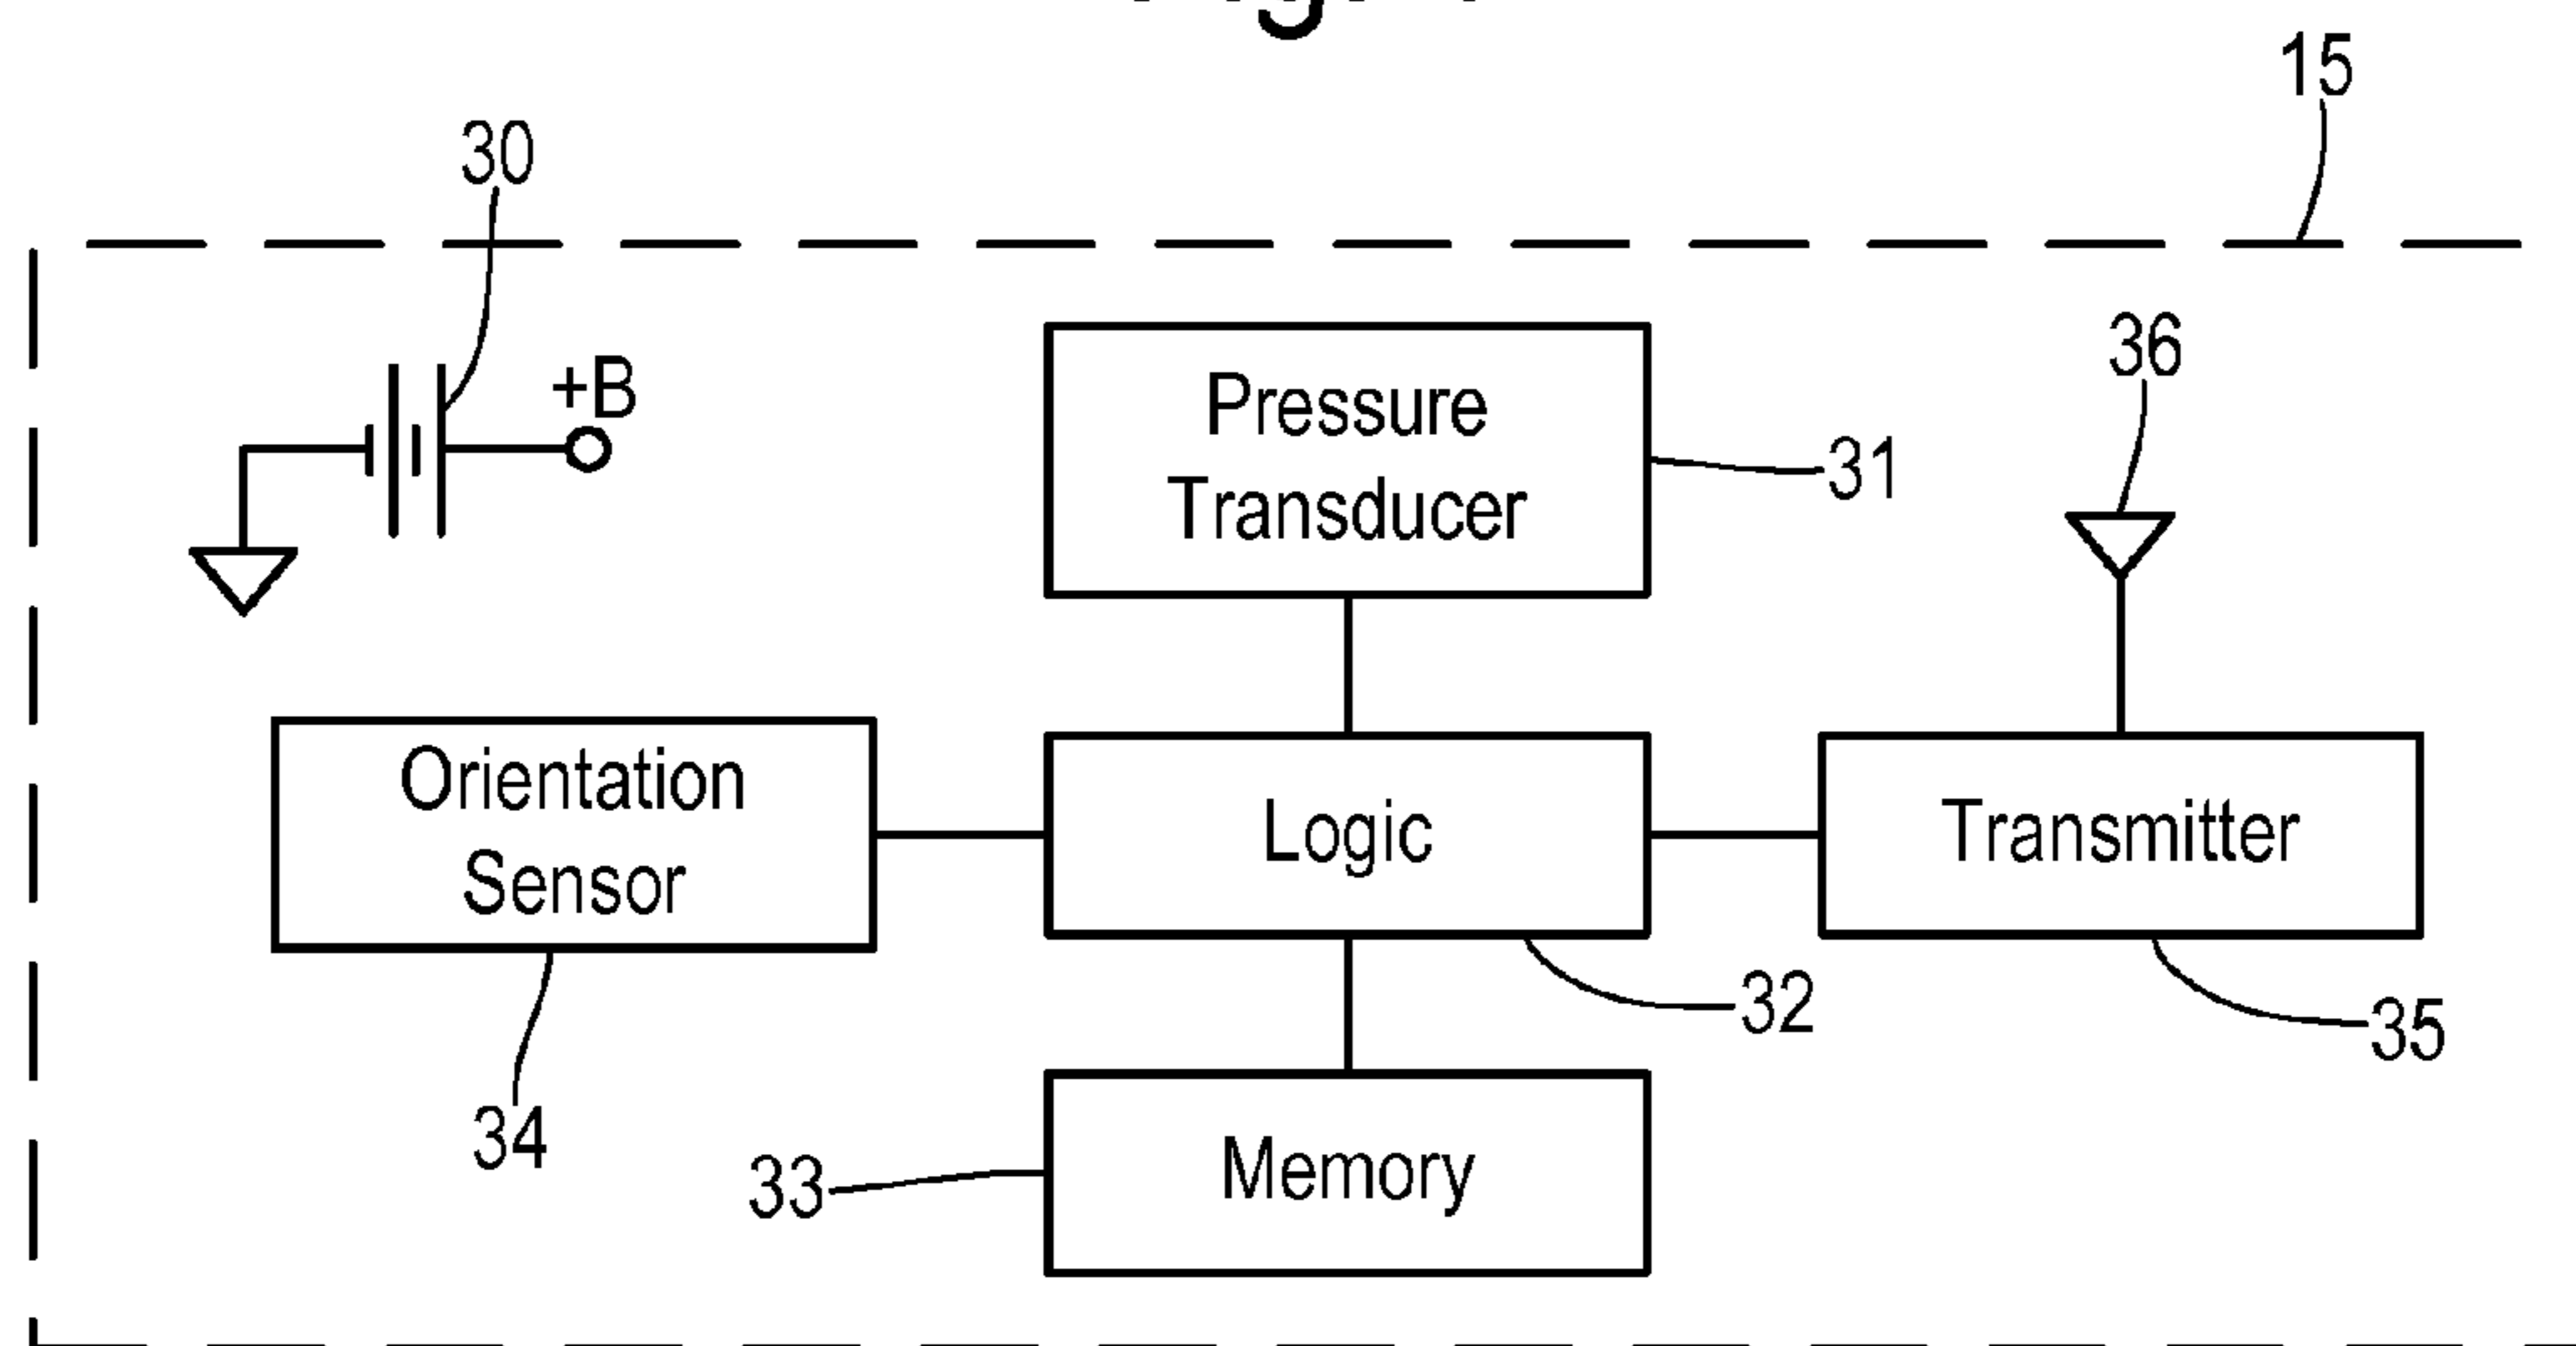 15
30
+B
36
Pressure
Transducer
31
Orientation
Sensor
Logic
Transmitter
32
35
34
33
Memory